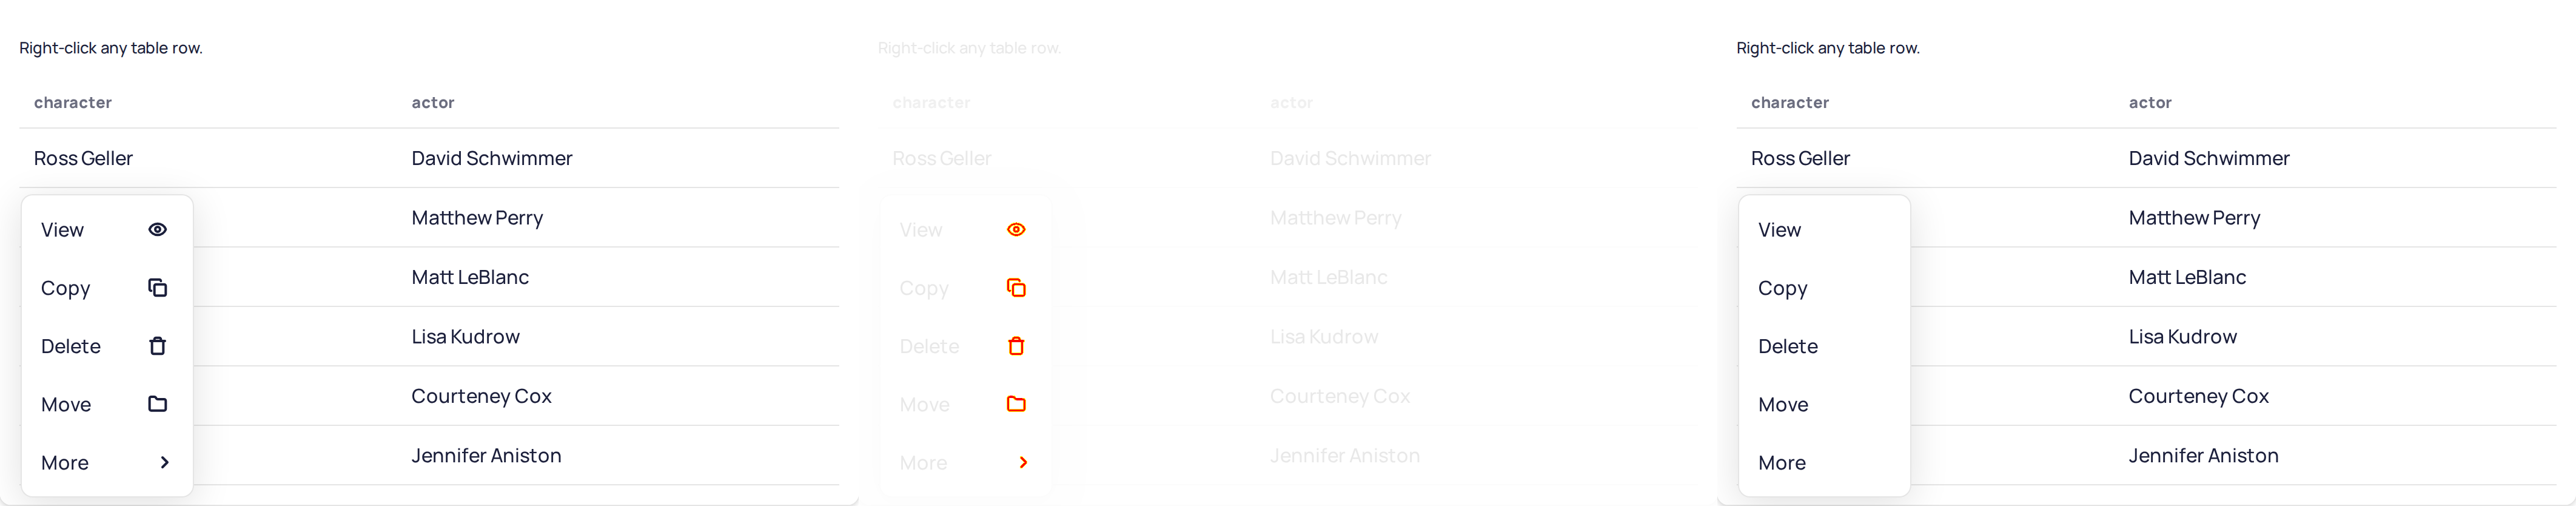 Right-click any table row.
character actor
Ross Geller David Schwimmer
Matthew Perry
View
Matt LeBlanc
Copy
Lisa Kudrow
Delete
Courteney Cox
Move
Jennifer Aniston
More
Right-click any table row.
character actor
Ross Geller David Schwimmer
Matthew Perry
View
Matt LeBlanc
Copy
Lisa Kudrow
Delete
Courteney Cox
Move
Jennifer Aniston
More
Right-click any table row.
character actor
Ross Geller David Schwimmer
Matthew Perry
View
Matt LeBlanc
Copy
Lisa Kudrow
Delete
Courteney Cox
Move
Jennifer Aniston
More